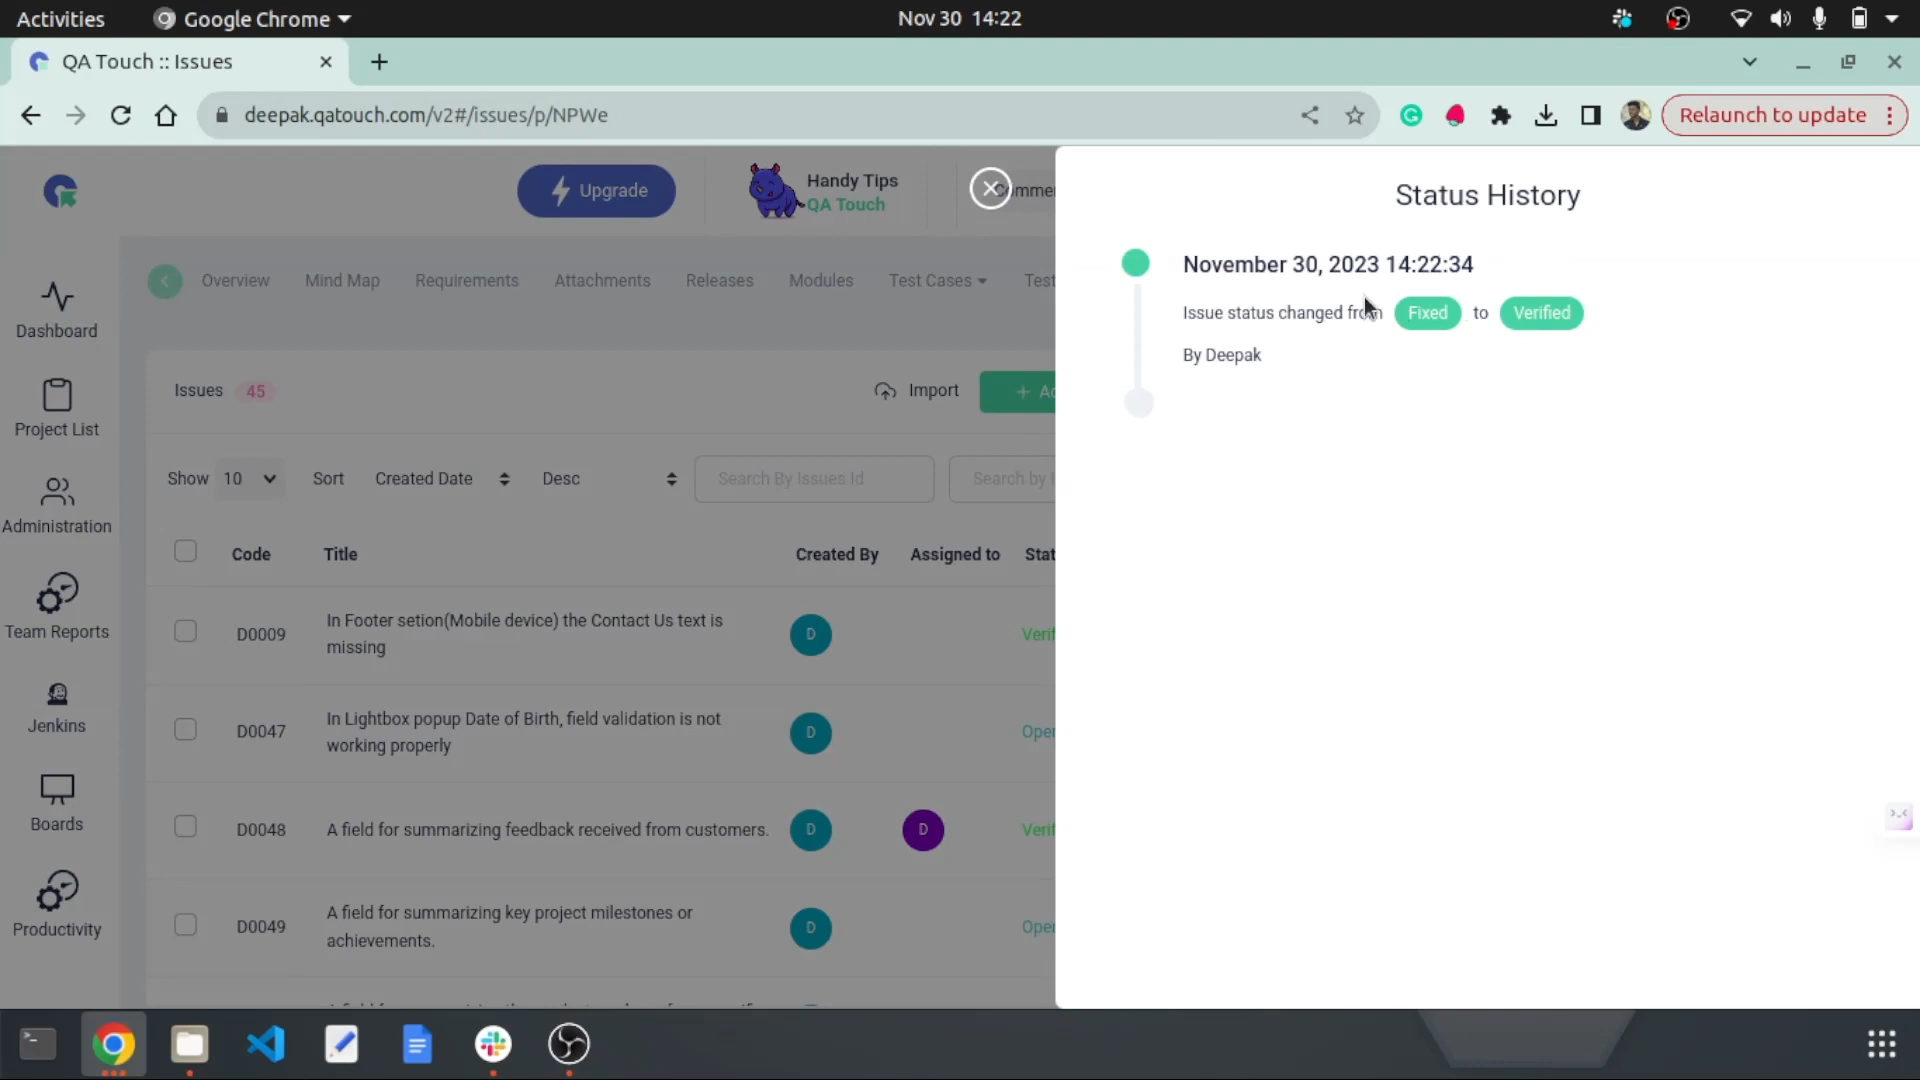 Activities
Google Chrome
Nov 30 14:22
QA Touch :: Issues
deepak.qatouch.com/v2#/issues/p/NPWe
Relaunch to update
Upgrade
Handy Tips
QA Touch
Comme
Status History
November 30, 2023 14:22:34
Issue status changed from Fixed to Verified
By Deepak
Overview Mind Map Requirements Attachments Releases Modules Test Cases Test
Dashboard
Project List
Administration
Team Reports
Jenkins
Boards
Productivity
Issues 45
Import
+ Ad
Show 10 Sort Created Date Desc Search By Issues Id Search by
Code Title Created By Assigned to Stat
D0009 In Footer setion(Mobile device) the Contact Us text is
missing
D
Verif
D0047 In Lightbox popup Date of Birth, field validation is not
working properly
D
Oper
D0048 A field for summarizing feedback received from customers. D D Verif
D0049 A field for summarizing key project milestones or
achievements.
D
Oper